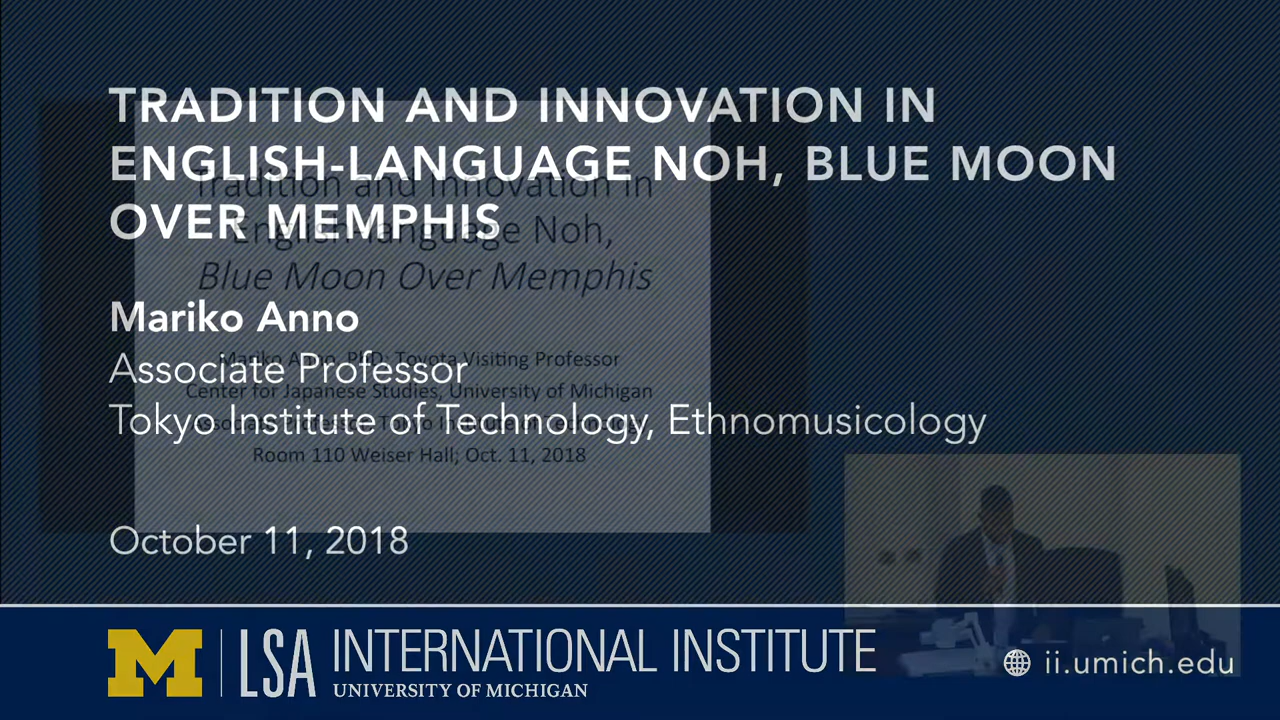 TRADITION AND INNOVATION IN
ENGLISH-LANGUAGE NOH, BLUE MOON
OVER MEMPHIS
Mariko Anno
Associate Professor
Tokyo Institute of Technology, Ethnomusicology
October 11, 2018
Tradition and Innovation in
English-language Noh,
Blue Moon Over Memphis
Mariko Anno, PhD; Toyota Visiting Professor
Center for Japanese Studies, University of Michigan
Room 110 Weiser Hall; Oct. 11, 2018
M LSA INTERNATIONAL INSTITUTE
UNIVERSITY OF MICHIGAN
ii.umich.edu